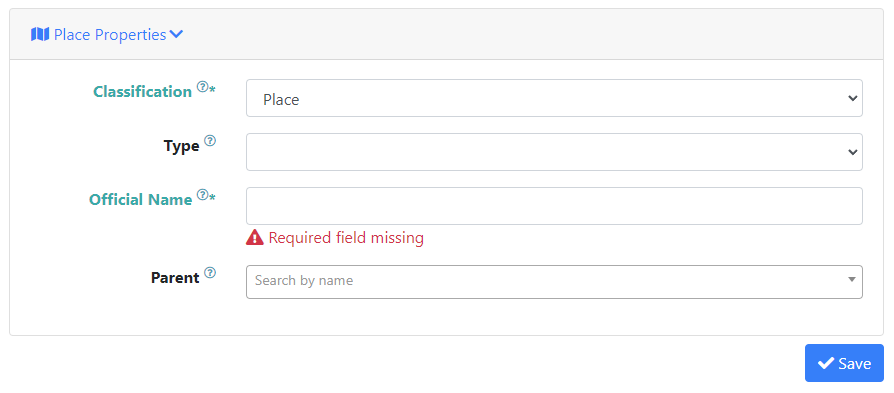 Place Properties
Classification ?*
Place
Type ?
Official Name ?*
Required field missing
Parent ?
Search by name
Save